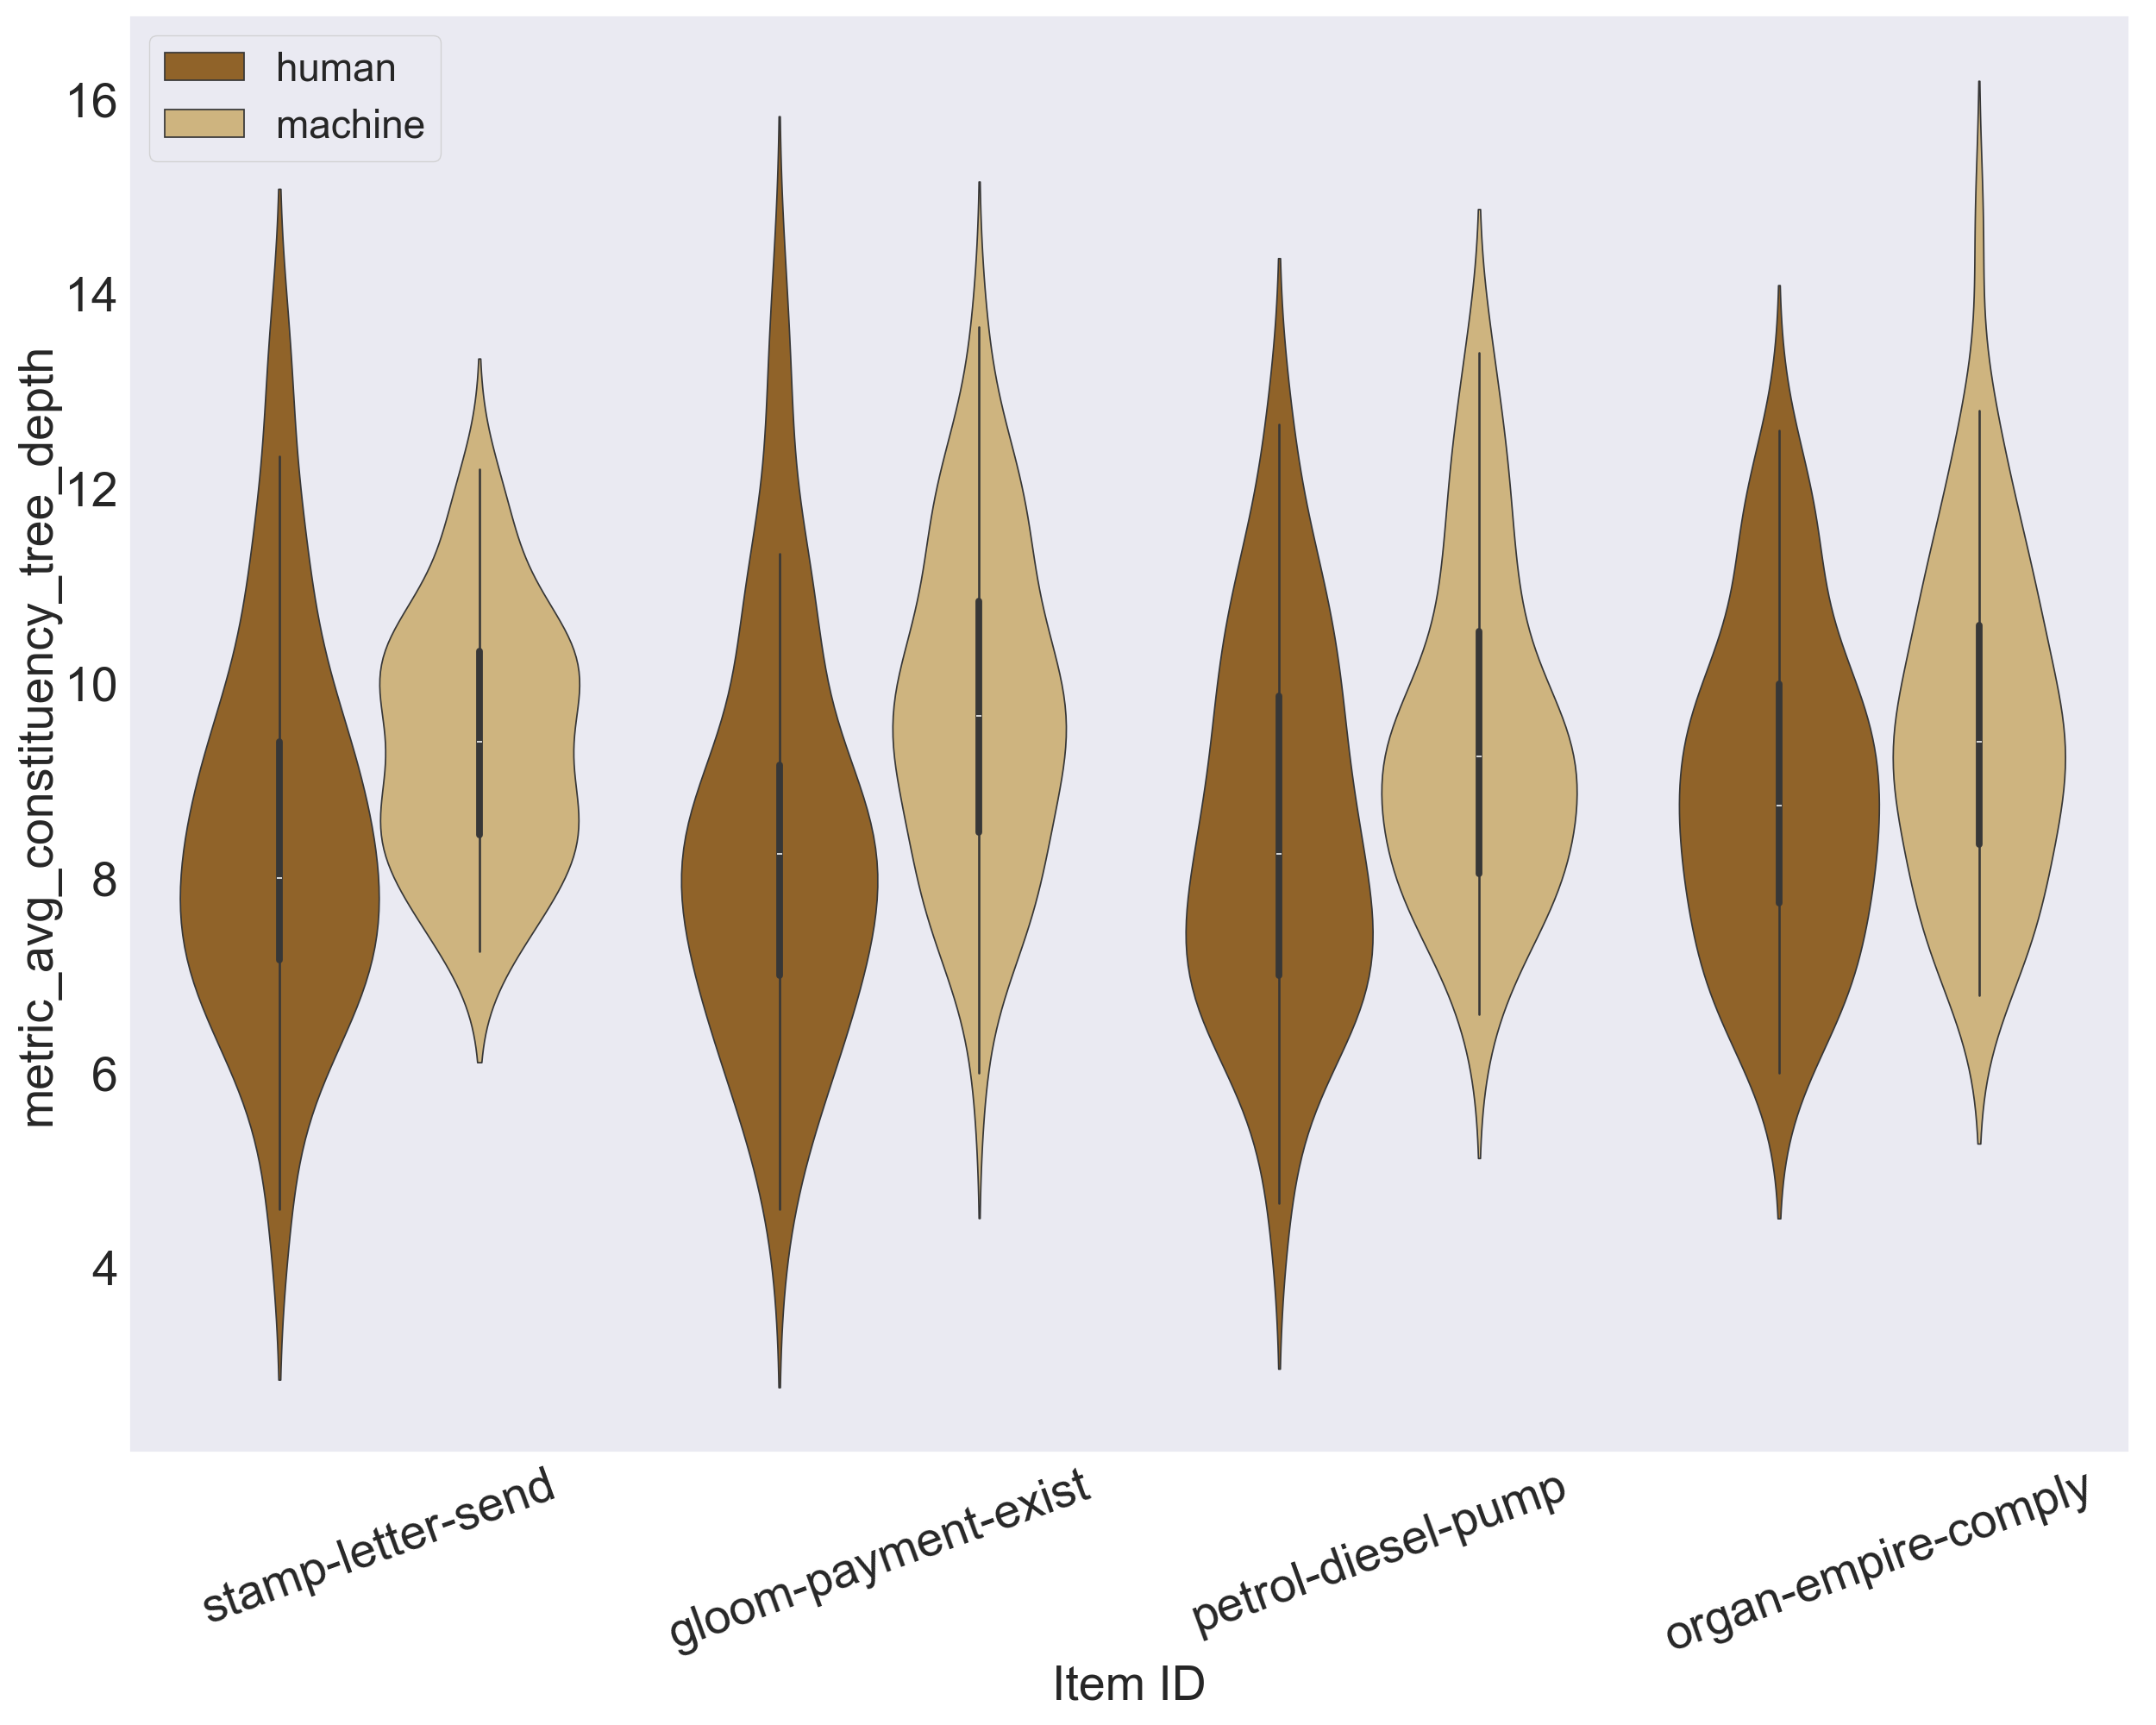 human
machine
metric_avg_constituency_tree_depth
16
14
12
10
8
6
4
stamp-letter-send
gloom-payment-exist
petrol-diesel-pump
organ-empire-comply
Item ID